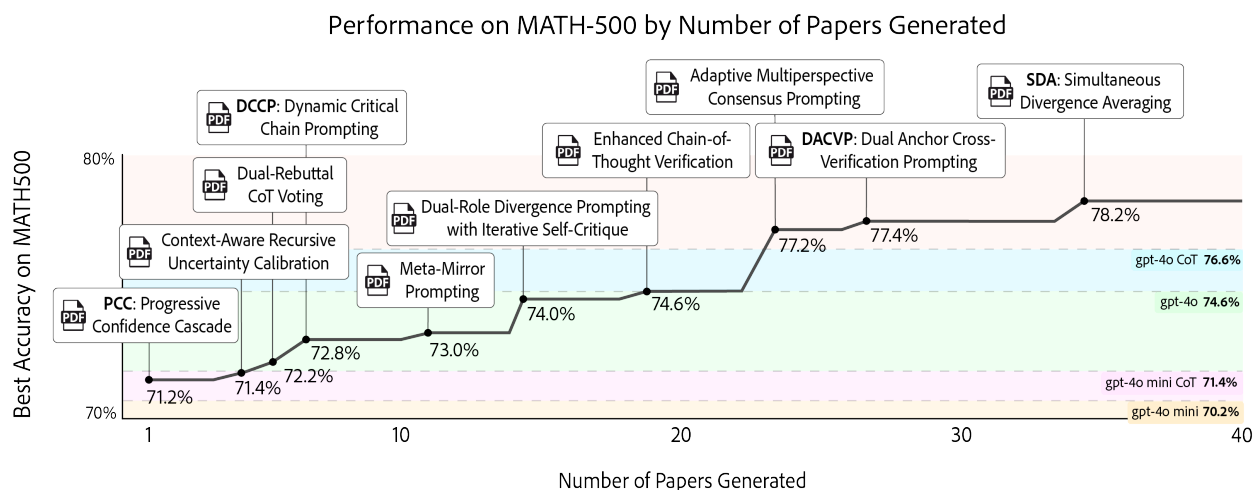 Performance on MATH-500 by Number of Papers Generated
Adaptive Multiperspective
Consensus Prompting
SDA: Simultaneous
Divergence Averaging
DCCP: Dynamic Critical
Chain Prompting
Enhanced Chain-of-
Thought Verification
DACVP: Dual Anchor Cross-
Verification Prompting
Dual-Rebuttal
CoT Voting
Dual-Role Divergence Prompting
with Iterative Self-Critique
Context-Aware Recursive
Uncertainty Calibration
Meta-Mirror
Prompting
PCC: Progressive
Confidence Cascade
PDF
PDF
PDF
PDF
PDF
PDF
PDF
PDF
PDF
PDF
Best Accuracy on MATH500
80%
70%
71.2%
71.4%
72.2%
72.8%
73.0%
74.0%
74.6%
77.2%
77.4%
78.2%
gpt-4o CoT 76.6%
gpt-4o 74.6%
gpt-4o mini CoT 71.4%
gpt-4o mini 70.2%
1
10
20
30
40
Number of Papers Generated